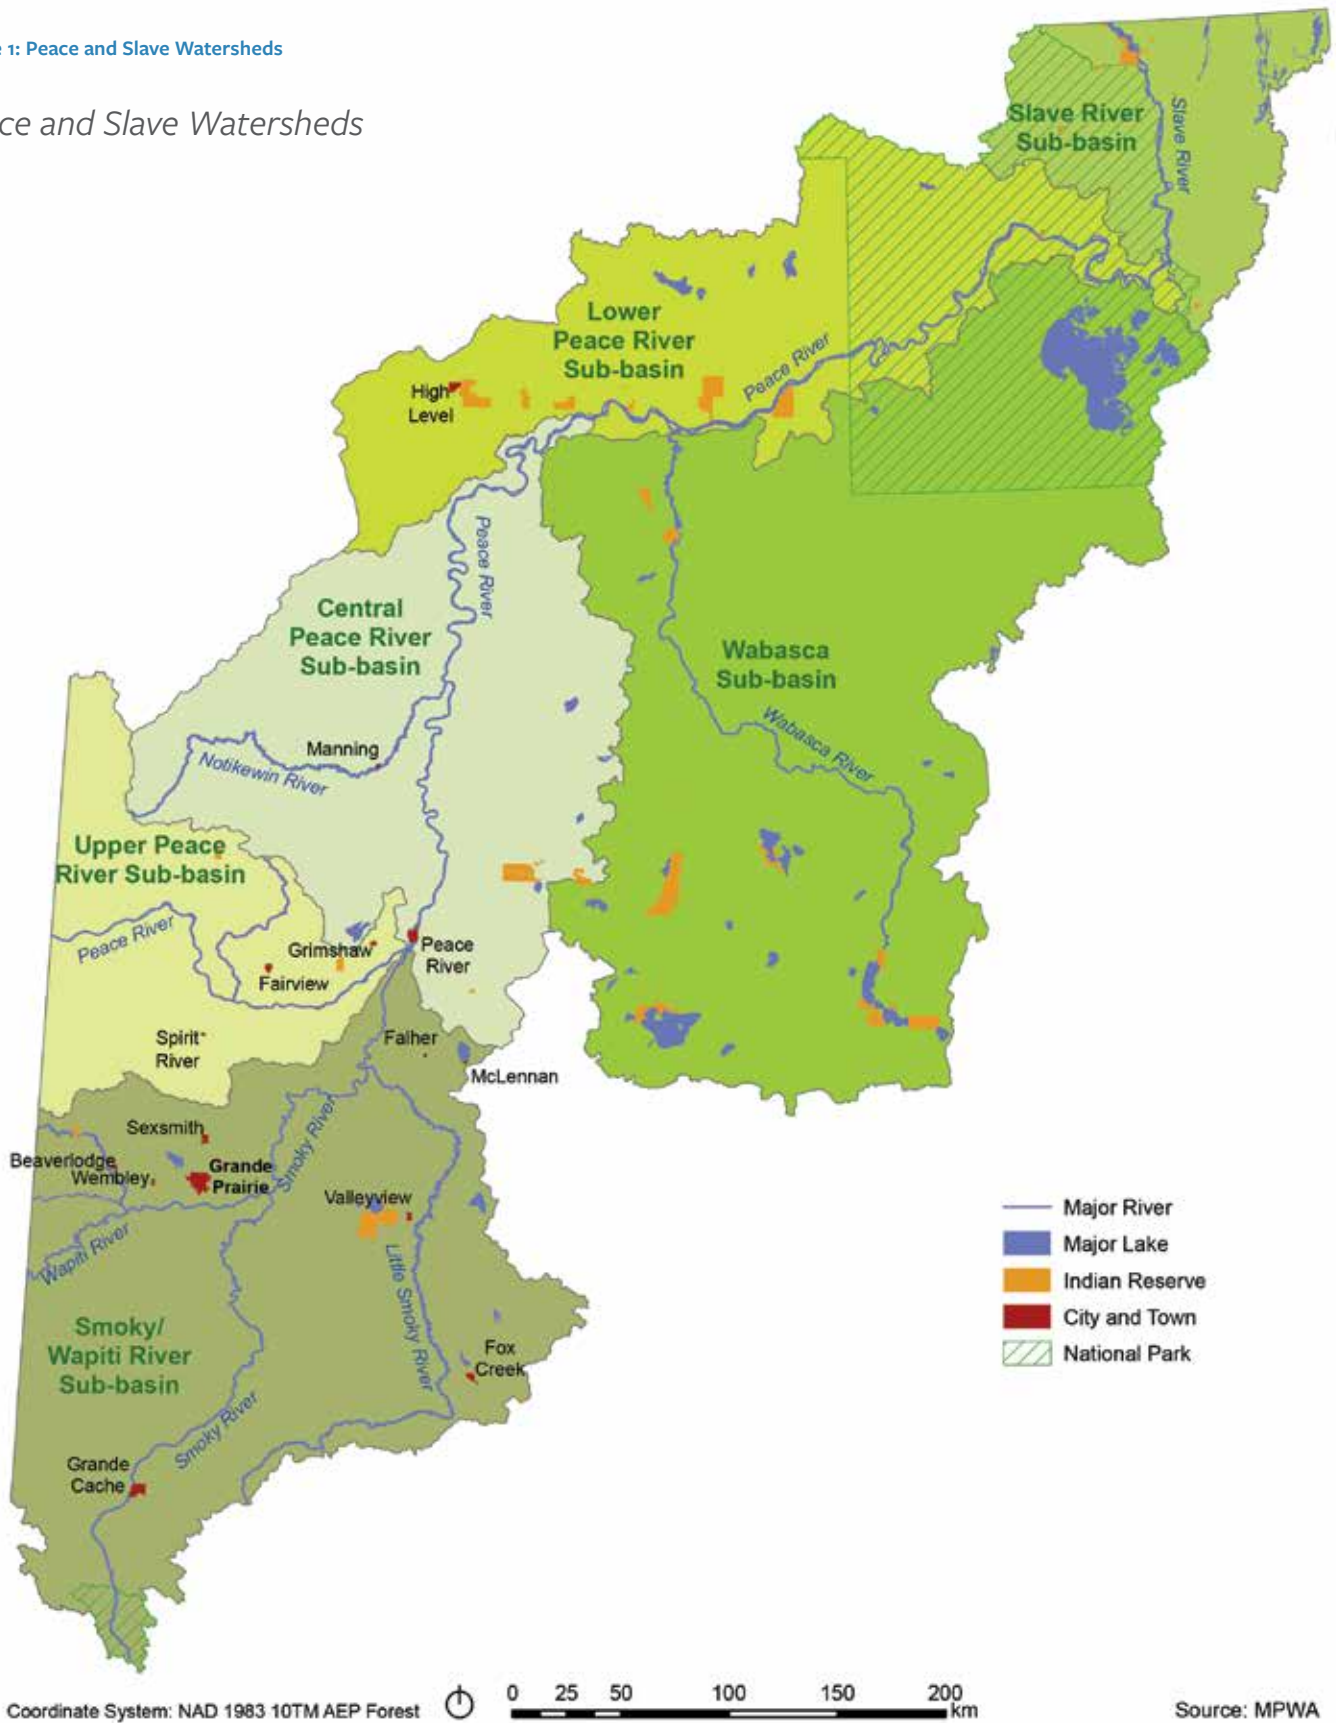 1: Peace and Slave Watersheds
and Slave Watersheds
Slave River
Sub-basin
Slave River
Lower
Peace River
Sub-basin
Peace River
High
Level
Peace River
Central
Peace River
Sub-basin
Wabasca
Sub-basin
Wabasca River
Manning
Notikewin River
Upper Peace
River Sub-basin
Peace River
Grimshaw
Peace
River
Fairview
Spirit
River
Falher
McLennan
Sexsmith
Smoky River
Beaverlodge
Wembley
Grande
Prairie
Valleyview
Wapiti River
Little Smoky River
Smoky/
Wapiti River
Sub-basin
Fox
Creek
Smoky River
Grande
Cache
Major River
Major Lake
Indian Reserve
City and Town
National Park
Coordinate System: NAD 1983 10TM AEP Forest
0 25 50 100 150 200
km
Source: MPWA